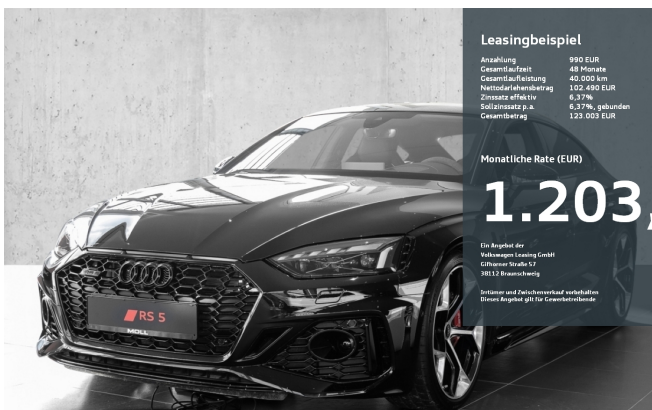 Leasingbeispiel
Anzahlung 990 EUR
Gesamtlaufzeit 48 Monate
Gesamtlaufleistung 40.000 km
Nettodarlehensbetrag 102.490 EUR
Zinssatz effektiv 6,37%
Sollzinssatz p.a. 6,37%, gebunden
Gesamtbetrag 123.003 EUR
Monatliche Rate (EUR)
1.203,
Ein Angebot der
Volkswagen Leasing GmbH
Gifhorner Straße 57
38112 Braunschweig
Irrtümer und Zwischenverkauf vorbehalten
Dieses Angebot gilt für Gewerbetreibende
RS 5
MOLL